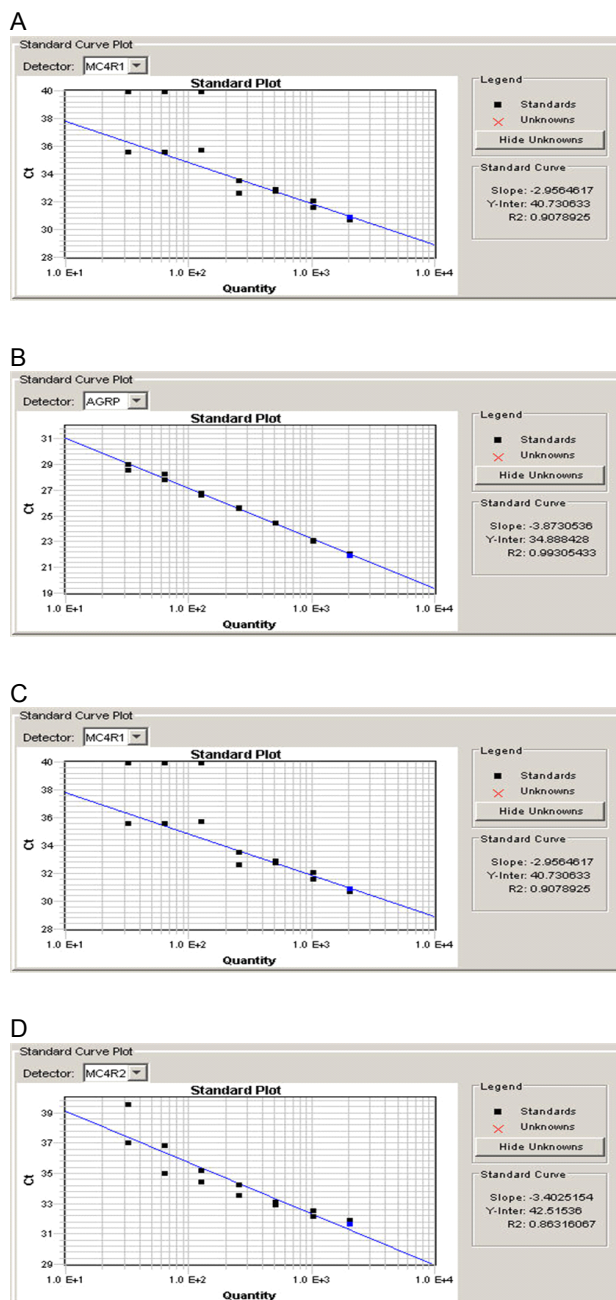 A
Standard Curve Plot
Detector: MC4R1
Standard Plot
Ct
40
38
36
34
32
30
28
1.0 E+1 1.0 E+2 1.0 E+3 1.0 E+4
Quantity
Legend
Standards
Unknowns
Hide Unknowns
Standard Curve
Slope: -2.9564617
Y-Inter: 40.730633
R2: 0.9078925
B
Standard Curve Plot
Detector: AGRP
Standard Plot
Ct
31
29
27
25
23
21
19
1.0 E+1 1.0 E+2 1.0 E+3 1.0 E+4
Quantity
Legend
Standards
Unknowns
Hide Unknowns
Standard Curve
Slope: -3.8730536
Y-Inter: 34.888428
R2: 0.99305433
C
Standard Curve Plot
Detector: MC4R1
Standard Plot
Ct
40
38
36
34
32
30
28
1.0 E+1 1.0 E+2 1.0 E+3 1.0 E+4
Quantity
Legend
Standards
Unknowns
Hide Unknowns
Standard Curve
Slope: -2.9564617
Y-Inter: 40.730633
R2: 0.9078925
D
Standard Curve Plot
Detector: MC4R2
Standard Plot
Ct
39
37
35
33
31
29
1.0 E+1 1.0 E+2 1.0 E+3 1.0 E+4
Quantity
Legend
Standards
Unknowns
Hide Unknowns
Standard Curve
Slope: -3.4025154
Y-Inter: 42.51536
R2: 0.86316067